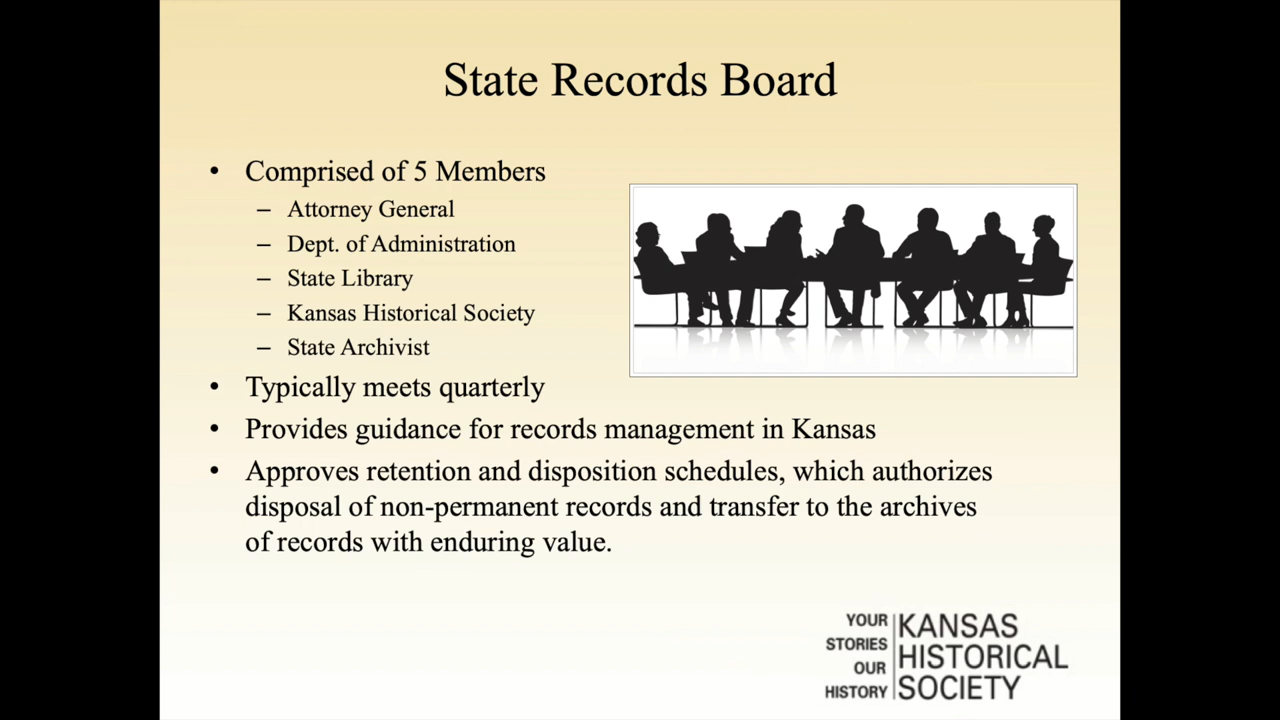 State Records Board
• Comprised of 5 Members
– Attorney General
– Dept. of Administration
– State Library
– Kansas Historical Society
– State Archivist
• Typically meets quarterly
• Provides guidance for records management in Kansas
• Approves retention and disposition schedules, which authorizes
disposal of non-permanent records and transfer to the archives
of records with enduring value.
YOUR
STORIES
OUR
HISTORY
KANSAS
HISTORICAL
SOCIETY